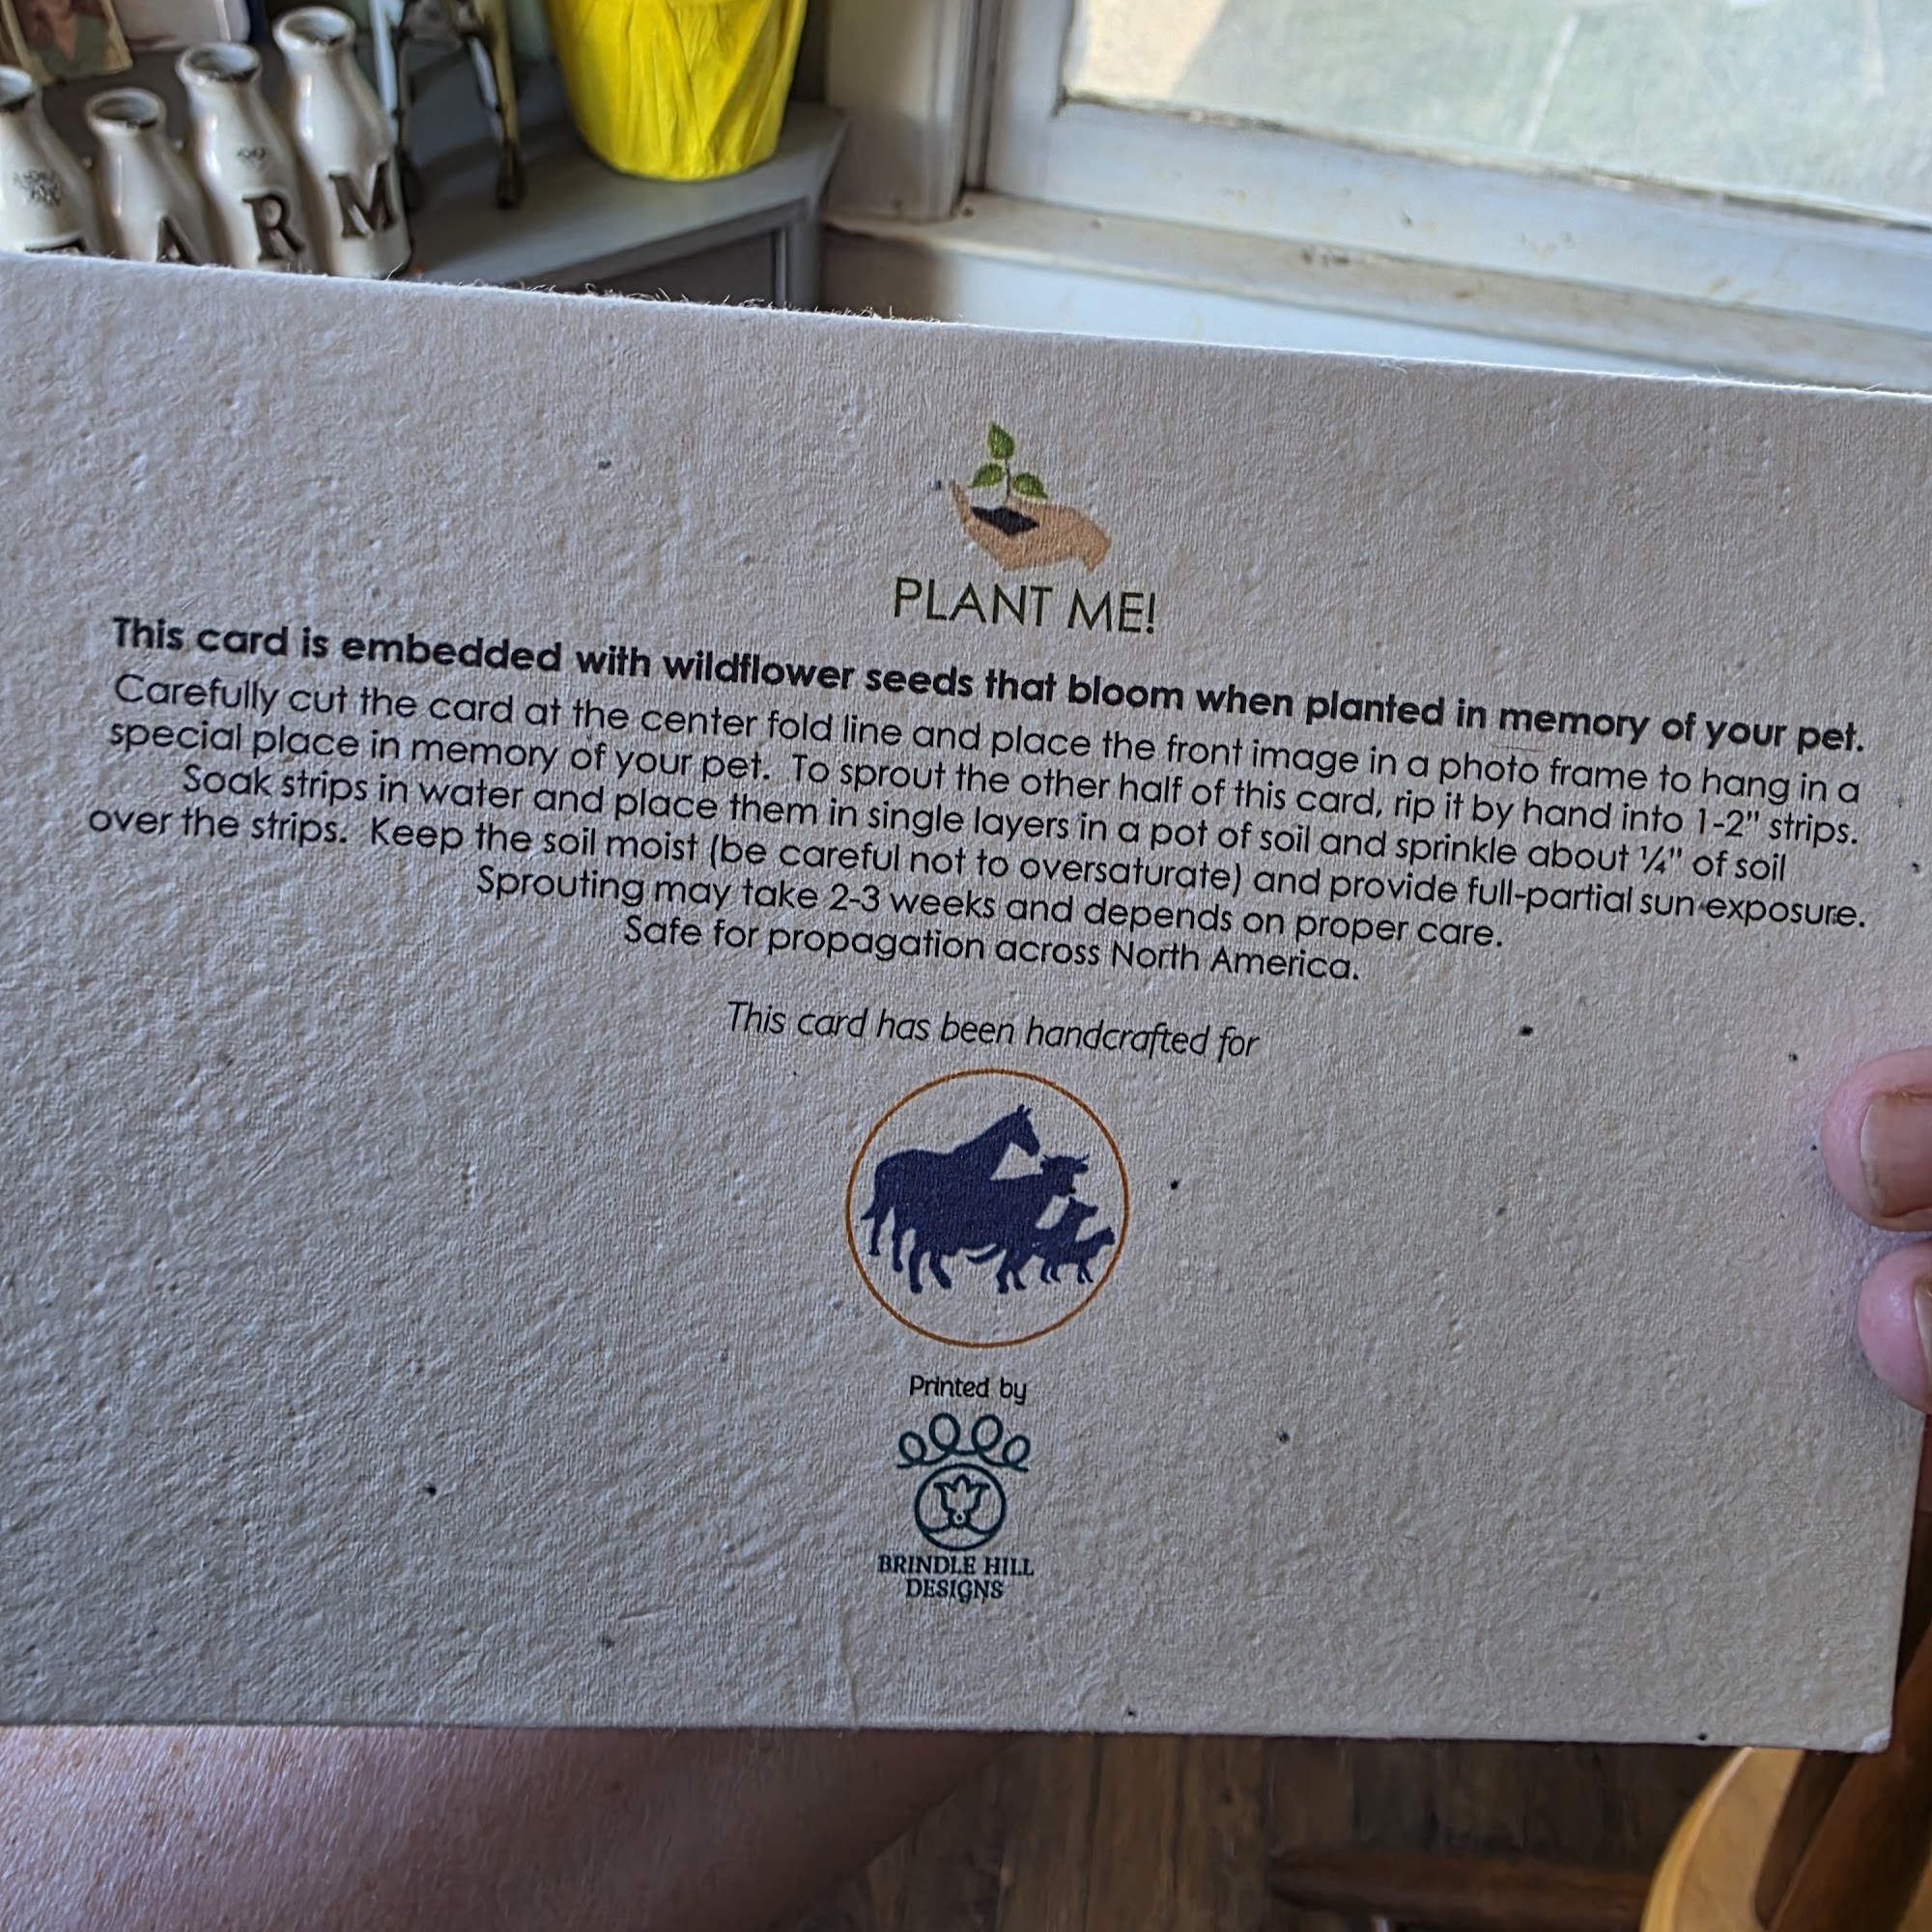 ARM
PLANT ME!
This card is embedded with wildflower seeds that bloom when planted in memory of your pet.
Carefully cut the card at the center fold line and place the front image in a photo frame to hang in a
special place in memory of your pet. To sprout the other half of this card, rip it by hand into 1-2" strips.
Soak strips in water and place them in single layers in a pot of soil and sprinkle about ¼" of soil
over the strips. Keep the soil moist (be careful not to oversaturate) and provide full-partial sun exposure.
Sprouting may take 2-3 weeks and depends on proper care.
Safe for propagation across North America.
This card has been handcrafted for
Printed by
BRINDLE HILL
DESIGNS